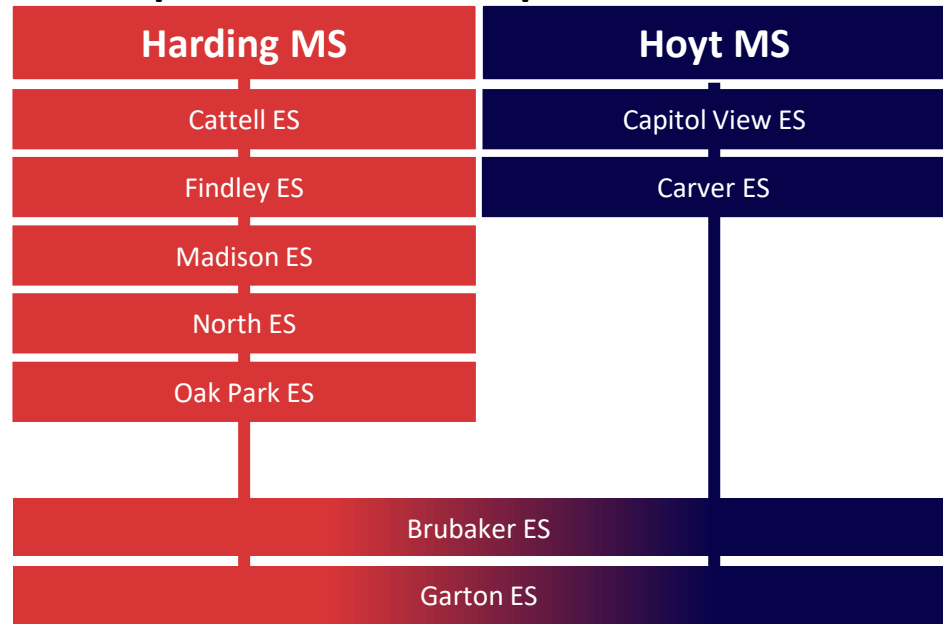 Harding MS
Hoyt MS
Cattell ES
Capitol View ES
Findley ES
Carver ES
Madison ES
North ES
Oak Park ES
Brubaker ES
Garton ES